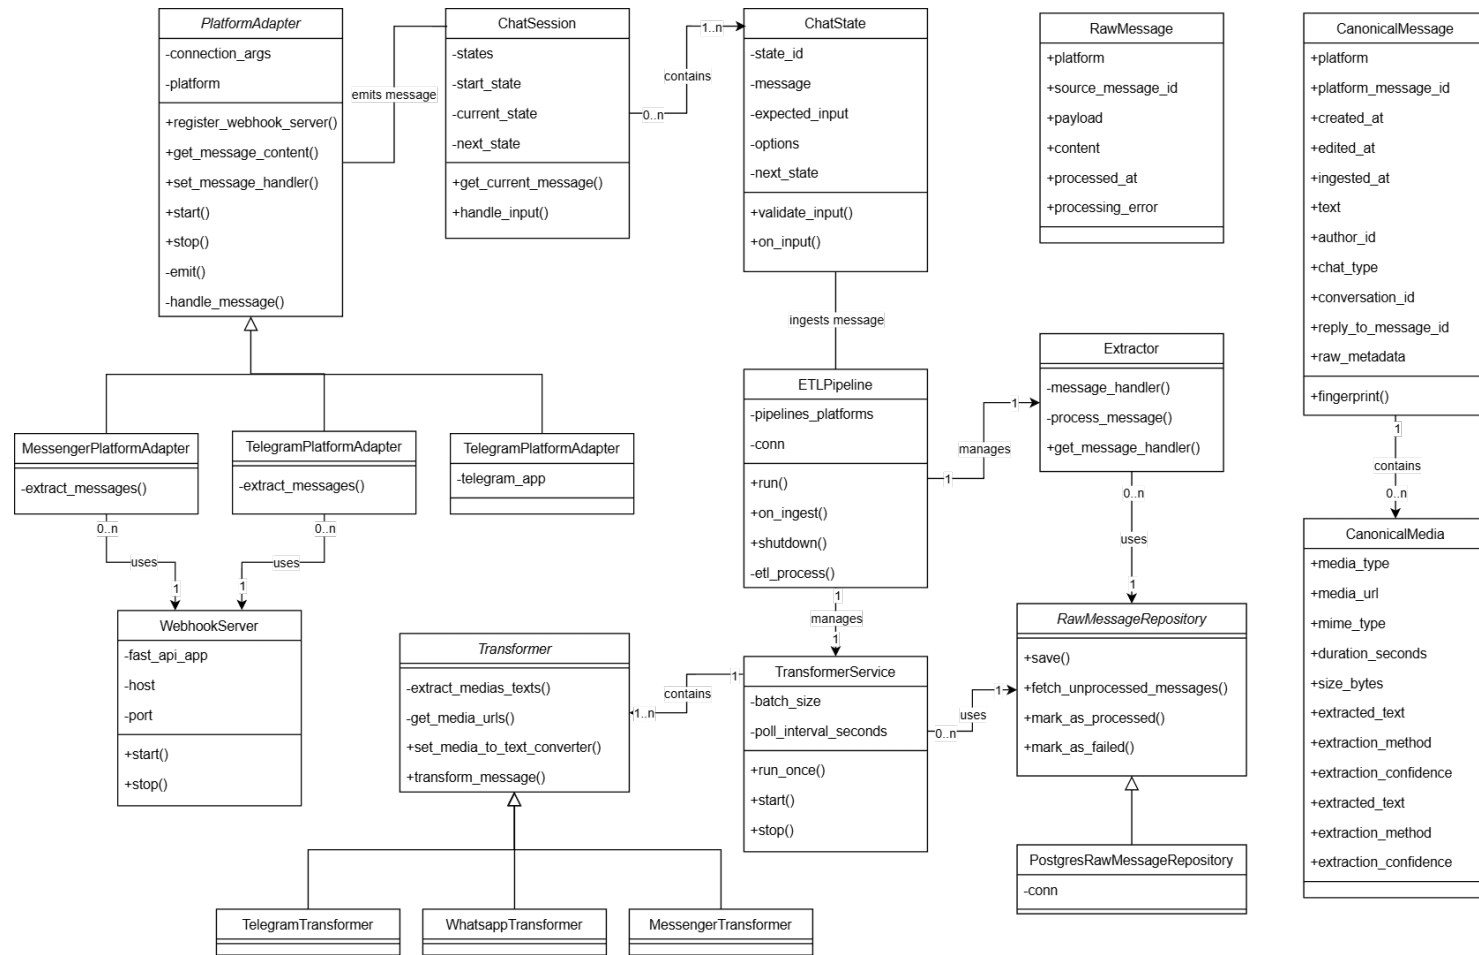 PlatformAdapter
-connection_args
-platform
+register_webhook_server()
+get_message_content()
+set_message_handler()
+start()
+stop()
-emit()
-handle_message()
emits message
ChatSession
-states
-start_state
-current_state
-next_state
+get_current_message()
+handle_input()
0..n
contains
1..n
ChatState
-state_id
-message
-expected_input
-options
-next_state
+validate_input()
+on_input()
ingests message
RawMessage
+platform
+source_message_id
+payload
+content
+processed_at
+processing_error
CanonicalMessage
+platform
+platform_message_id
+created_at
+edited_at
+ingested_at
+text
+author_id
+chat_type
+conversation_id
+reply_to_message_id
+raw_metadata
+fingerprint()
1
contains
0..n
MessengerPlatformAdapter
-extract_messages()
0..n
uses
1
TelegramPlatformAdapter
-extract_messages()
0..n
uses
1
TelegramPlatformAdapter
-telegram_app
WebhookServer
-fast_api_app
-host
-port
+start()
+stop()
ETLPipeline
-pipelines_platforms
-conn
+run()
+on_ingest()
+shutdown()
-etl_process()
1
manages
1
1
manages
1
Extractor
-message_handler()
-process_message()
+get_message_handler()
0..n
uses
1
CanonicalMedia
+media_type
+media_url
+mime_type
+duration_seconds
+size_bytes
+extracted_text
+extraction_method
+extraction_confidence
+extracted_text
+extraction_method
+extraction_confidence
Transformer
-extract_medias_texts()
-get_media_urls()
+set_media_to_text_converter()
+transform_message()
1..n
contains
1
TransformerService
-batch_size
-poll_interval_seconds
+run_once()
+start()
+stop()
0..n
uses
1
RawMessageRepository
+save()
+fetch_unprocessed_messages()
+mark_as_processed()
+mark_as_failed()
PostgresRawMessageRepository
-conn
TelegramTransformer
WhatsappTransformer
MessengerTransformer